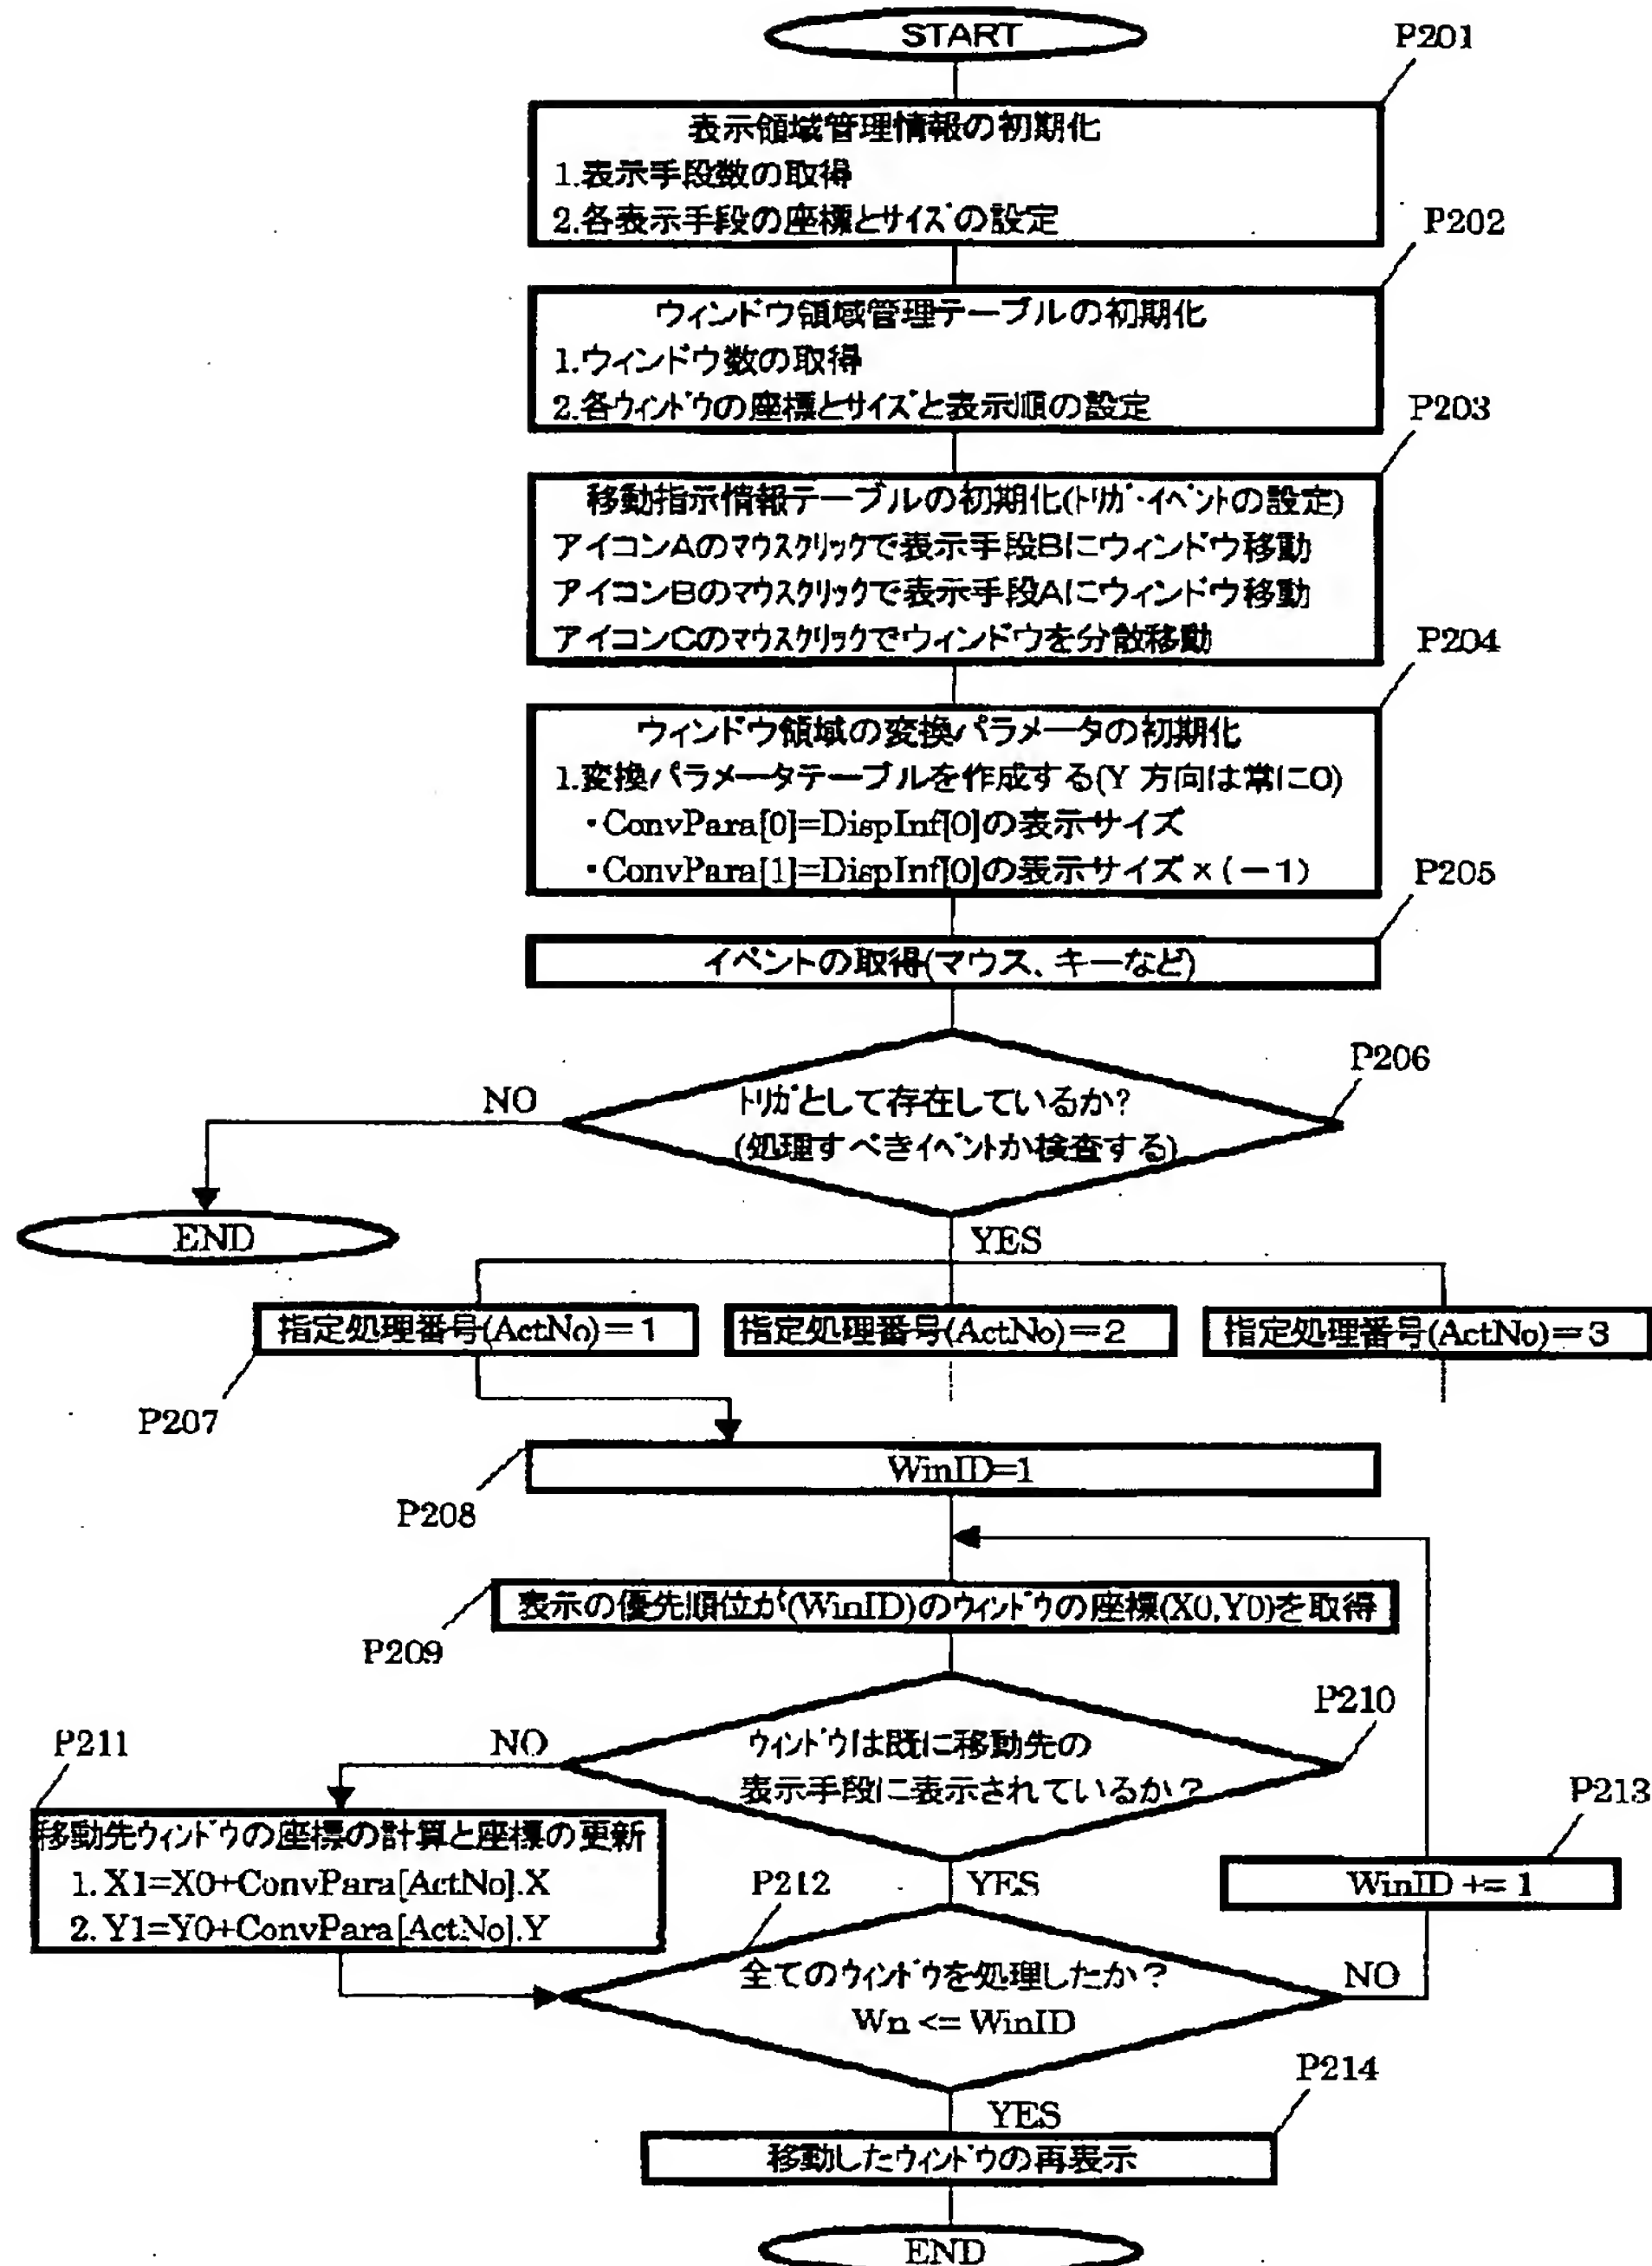 START
P201
表示領域管理情報の初期化
1.表示手段数の取得
2.各表示手段の座標とサイズの設定
P202
ウィンドウ領域管理テーブルの初期化
1.ウィンドウ数の取得
2.各ウィンドウの座標とサイズと表示順の設定
P203
移動指示情報テーブルの初期化(トリガ・イベントの設定)
アイコンAのマウスクリックで表示手段Bにウィンドウ移動
アイコンBのマウスクリックで表示手段Aにウィンドウ移動
アイコンCのマウスクリックでウィンドウを分散移動
P204
ウィンドウ領域の変換パラメータの初期化
1.変換パラメータテーブルを作成する(Y 方向は常に0)
・ConvPara[0]=DispInf[0]の表示サイズ
・ConvPara[1]=DispInf[0]の表示サイズ×(－1)
P205
イベントの取得(マウス、キーなど)
P206
トリガとして存在しているか?
(処理すべきイベントか検査する)
NO
END
YES
指定処理番号(ActNo)＝1
指定処理番号(ActNo)＝2
指定処理番号(ActNo)＝3
P207
WinID=1
P208
表示の優先順位が(WinID)のウィンドウの座標(X0,Y0)を取得
P209
P210
ウィンドウは既に移動先の
表示手段に表示されているか？
NO
P211
移動先ウィンドウの座標の計算と座標の更新
1. X1=X0+ConvPara[ActNo].X
2. Y1=Y0+ConvPara[ActNo].Y
YES
P212
P213
WinID += 1
全てのウィンドウを処理したか？
Wn <= WinID
NO
P214
YES
移動したウィンドウの再表示
END